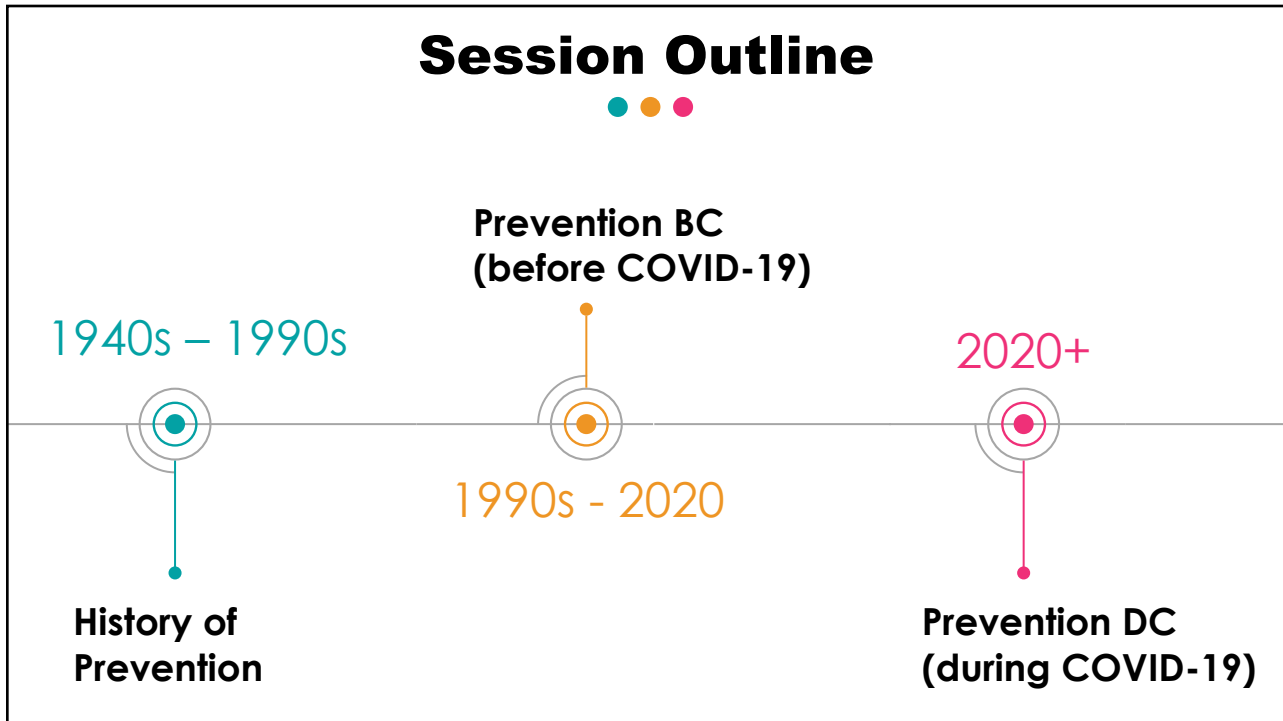 Session Outline
1940s – 1990s
History of
Prevention
Prevention BC
(before COVID-19)
1990s - 2020
2020+
Prevention DC
(during COVID-19)